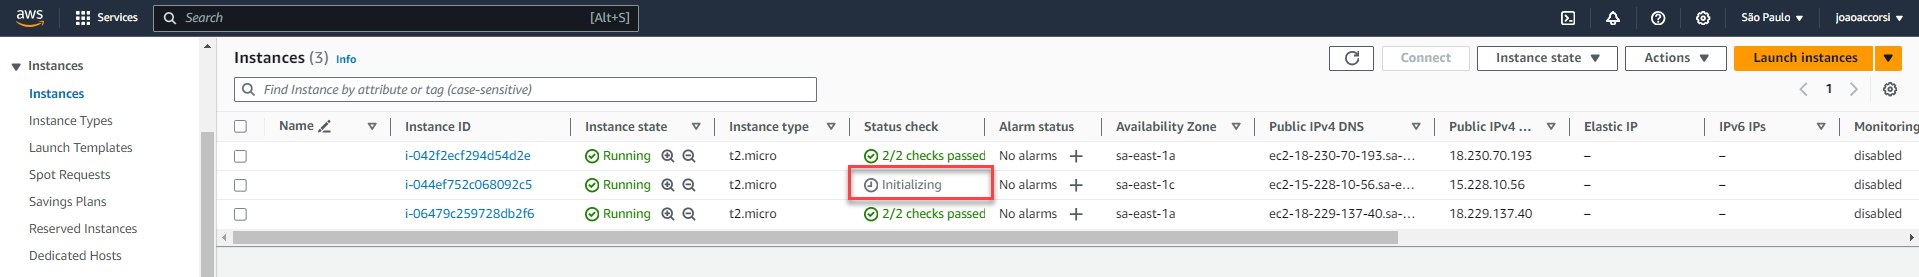 aws Services Search [Alt+S] São Paulo joaoaccorsi
Instances
Instances
Instance Types
Launch Templates
Spot Requests
Savings Plans
Reserved Instances
Dedicated Hosts
Instances (3) Info Connect Instance state Actions Launch instances
Find Instance by attribute or tag (case-sensitive) 1
Name Instance ID Instance state Instance type Status check Alarm status Availability Zone Public IPv4 DNS Public IPv4 ... Elastic IP IPv6 IPs Monitoring
i-042f2ecf294d54d2e Running t2.micro 2/2 checks passed No alarms + sa-east-1a ec2-18-230-70-193.sa-... 18.230.70.193 – – disabled
i-044ef752c068092c5 Running t2.micro Initializing No alarms + sa-east-1c ec2-15-228-10-56.sa-e... 15.228.10.56 – – disabled
i-06479c259728db2f6 Running t2.micro 2/2 checks passed No alarms + sa-east-1a ec2-18-229-137-40.sa-... 18.229.137.40 – – disabled